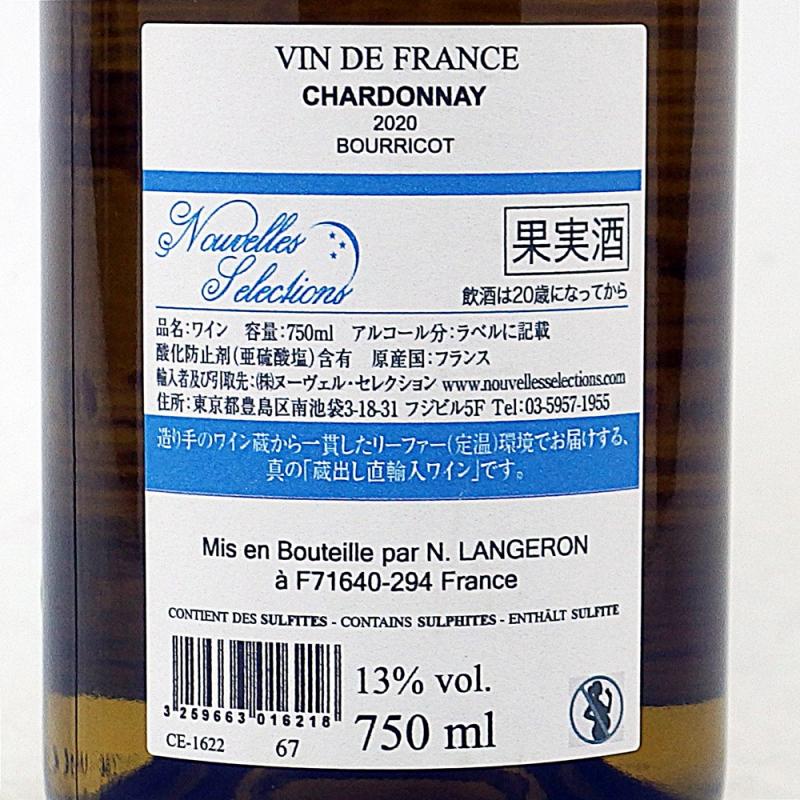 VIN DE FRANCE
CHARDONNAY
2020
BOURRICOT
Nouvelles
Selections
果実酒
飲酒は20歳になってから
品名:ワイン 容量:750ml アルコール分:ラベルに記載
酸化防止剤(亜硫酸塩)含有 原産国:フランス
輸入者及び引取先:(株)ヌーヴェル・セレクション www.nouvellesselections.com
住所:東京都豊島区南池袋3-18-31 フジビル5F Tel:03-5957-1955
造り手のワイン蔵から一貫したリーファー(定温)環境でお届けする、
真の「蔵出し直輸入ワイン」です。
Mis en Bouteille par N. LANGERON
à F71640-294 France
CONTIENT DES SULFITES - CONTAINS SULPHITES - ENTHÄLT SULFITE
13% vol.
750 ml
3 259663 016218
CE-1622 67